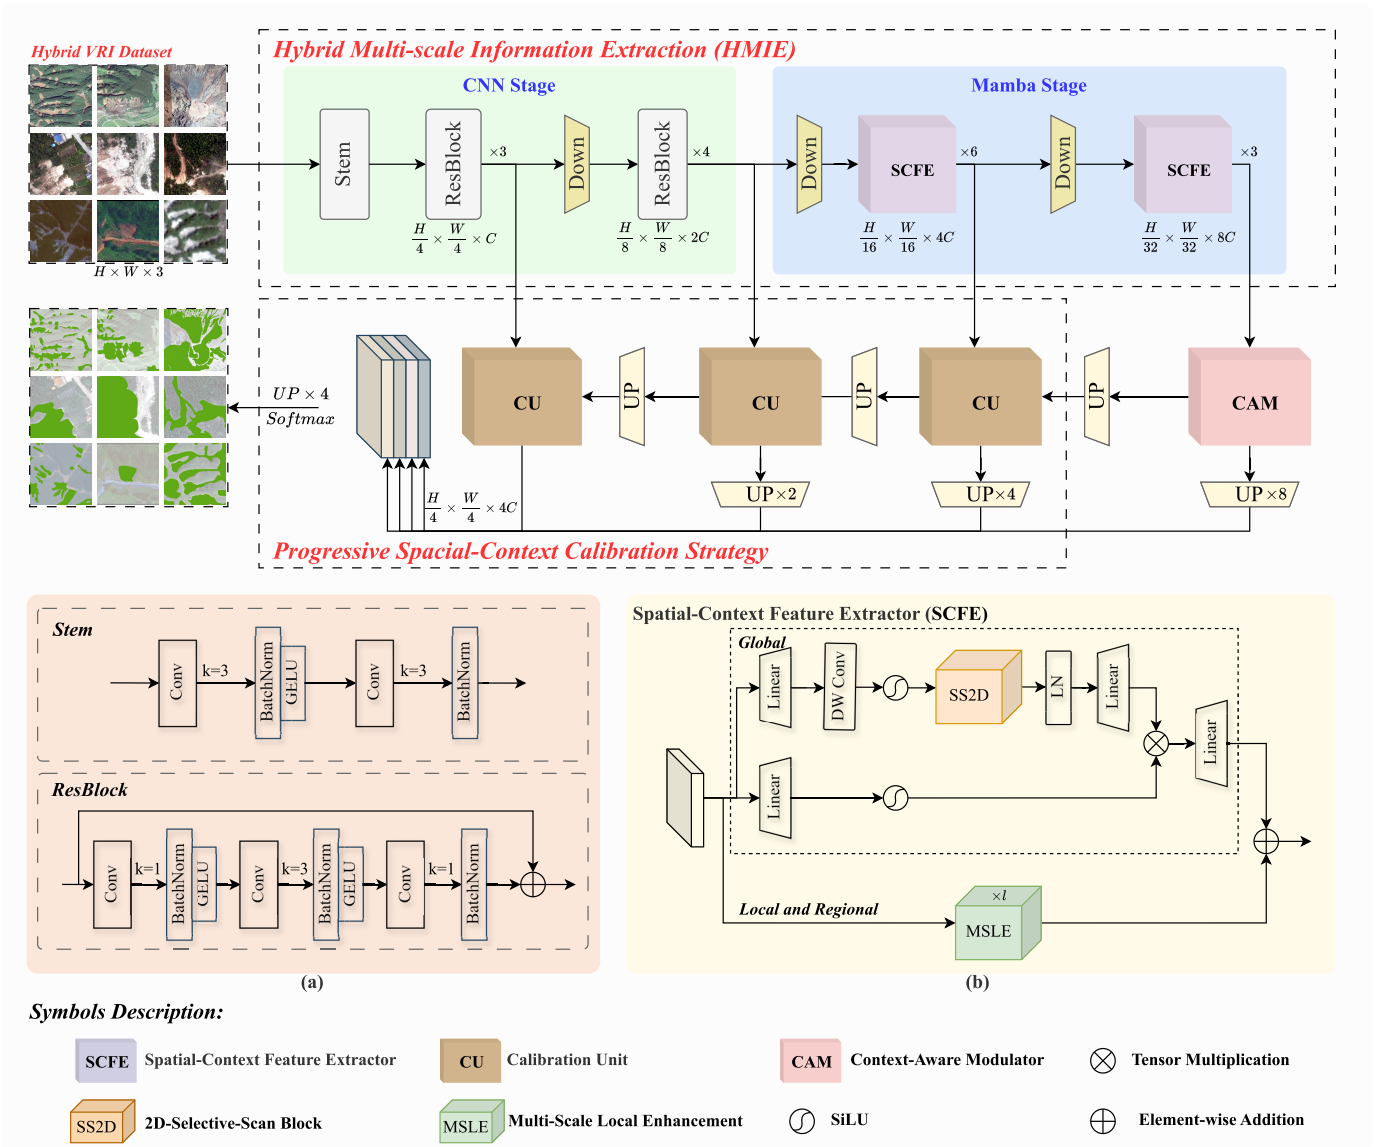 Hybrid VRI Dataset
H × W × 3
Hybrid Multi-scale Information Extraction (HMIE)
CNN Stage
Mamba Stage
Stem
ResBlock
×3
H/4 × W/4 × C
Down
ResBlock
×4
H/8 × W/8 × 2C
Down
SCFE
×6
H/16 × W/16 × 4C
Down
SCFE
×3
H/32 × W/32 × 8C
UP × 4
Softmax
CU
UP
CU
UP
CU
UP
CAM
UP×2
UP×4
UP×8
H/4 × W/4 × 4C
Progressive Spacial-Context Calibration Strategy
Stem
Conv
k=3
BatchNorm
GELU
Conv
k=3
BatchNorm
ResBlock
Conv
k=1
BatchNorm
GELU
Conv
k=3
BatchNorm
GELU
Conv
k=1
BatchNorm
(a)
Spatial-Context Feature Extractor (SCFE)
Global
Linear
DW Conv
SS2D
LN
Linear
Linear
Linear
Local and Regional
×l
MSLE
(b)
Symbols Description:
SCFE Spatial-Context Feature Extractor
CU Calibration Unit
CAM Context-Aware Modulator
Tensor Multiplication
SS2D 2D-Selective-Scan Block
MSLE Multi-Scale Local Enhancement
SiLU
Element-wise Addition